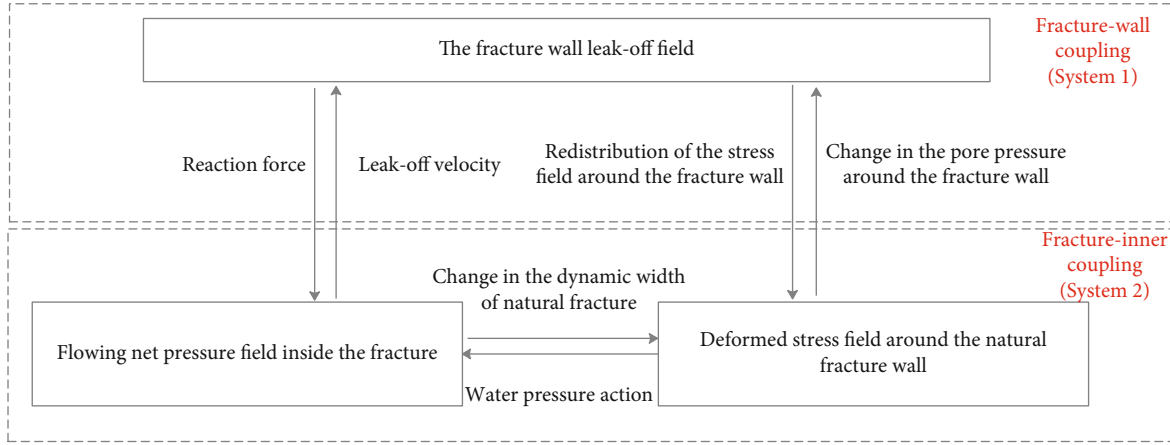 The fracture wall leak-off field
Fracture-wall
coupling
(System 1)
Reaction force
Leak-off velocity
Redistribution of the stress
field around the fracture wall
Change in the pore pressure
around the fracture wall
Fracture-inner
coupling
(System 2)
Change in the dynamic width
of natural fracture
Flowing net pressure field inside the fracture
Deformed stress field around the natural
fracture wall
Water pressure action